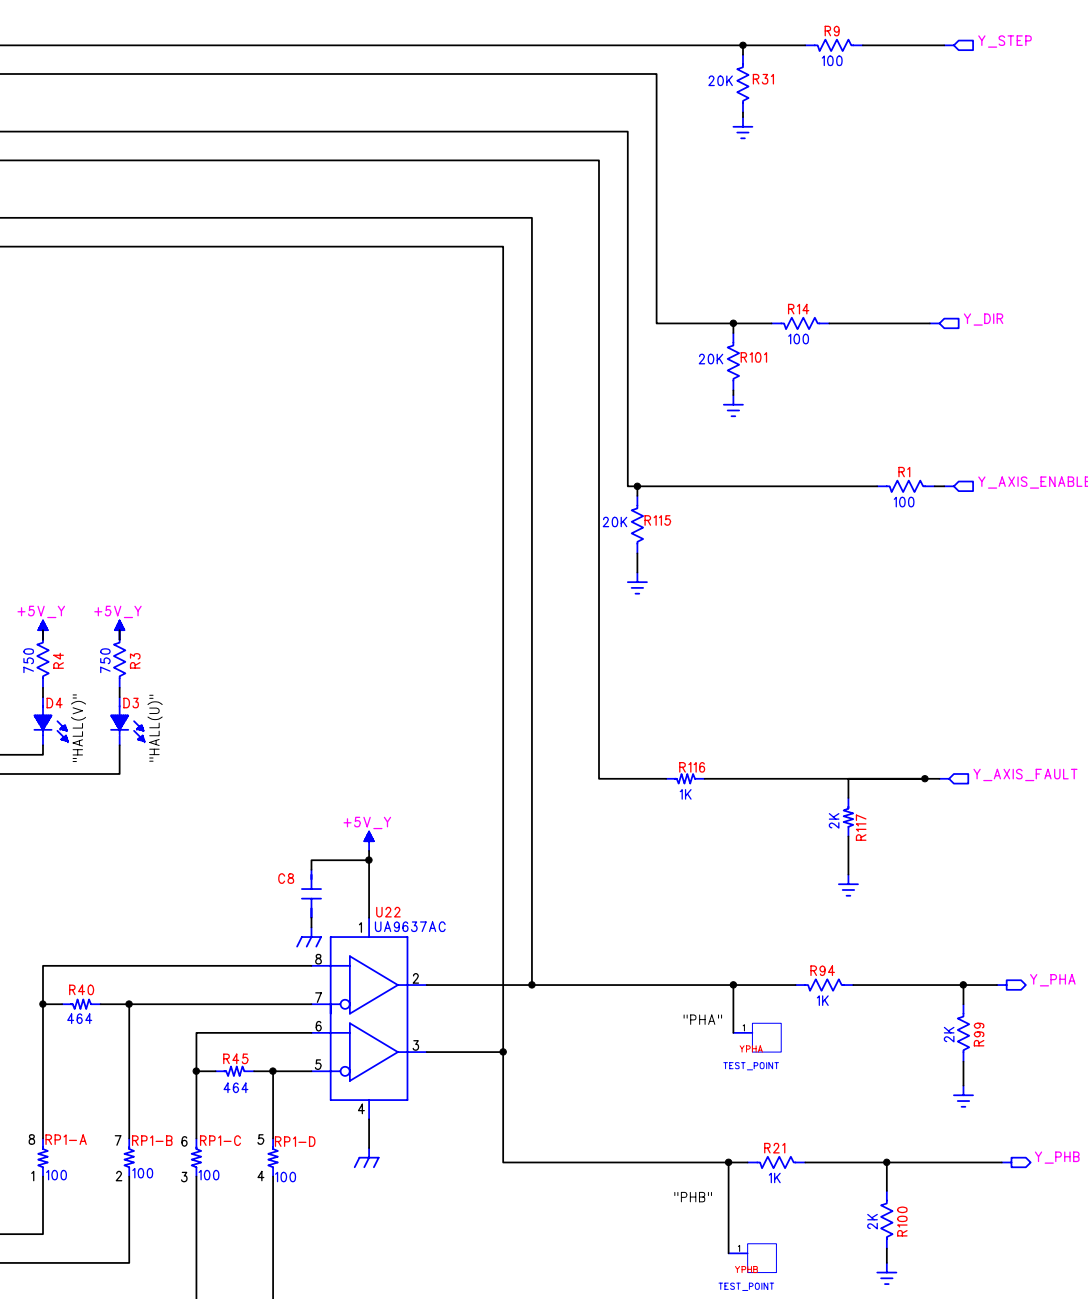 R9
Y_STEP
100
20K R31
R14
Y_DIR
100
20K R101
R1
Y_AXIS_ENABLE
100
20K R115
+5V_Y +5V_Y
750 R4 750 R3
D4 "HALL(V)" D3 "HALL(U)"
R116
Y_AXIS_FAULT
1K
2K R117
+5V_Y
C8
U22
1 UA9637AC
8
2
R40
7
464
6
3
R45
5
464
4
R94
Y_PHA
1K
"PHA"
1
YPHA
TEST_POINT
2K R99
8 RP1-A 7 RP1-B 6 RP1-C 5 RP1-D
1 100 2 100 3 100 4 100
R21
Y_PHB
1K
"PHB"
2K R100
1
YPHB
TEST_POINT